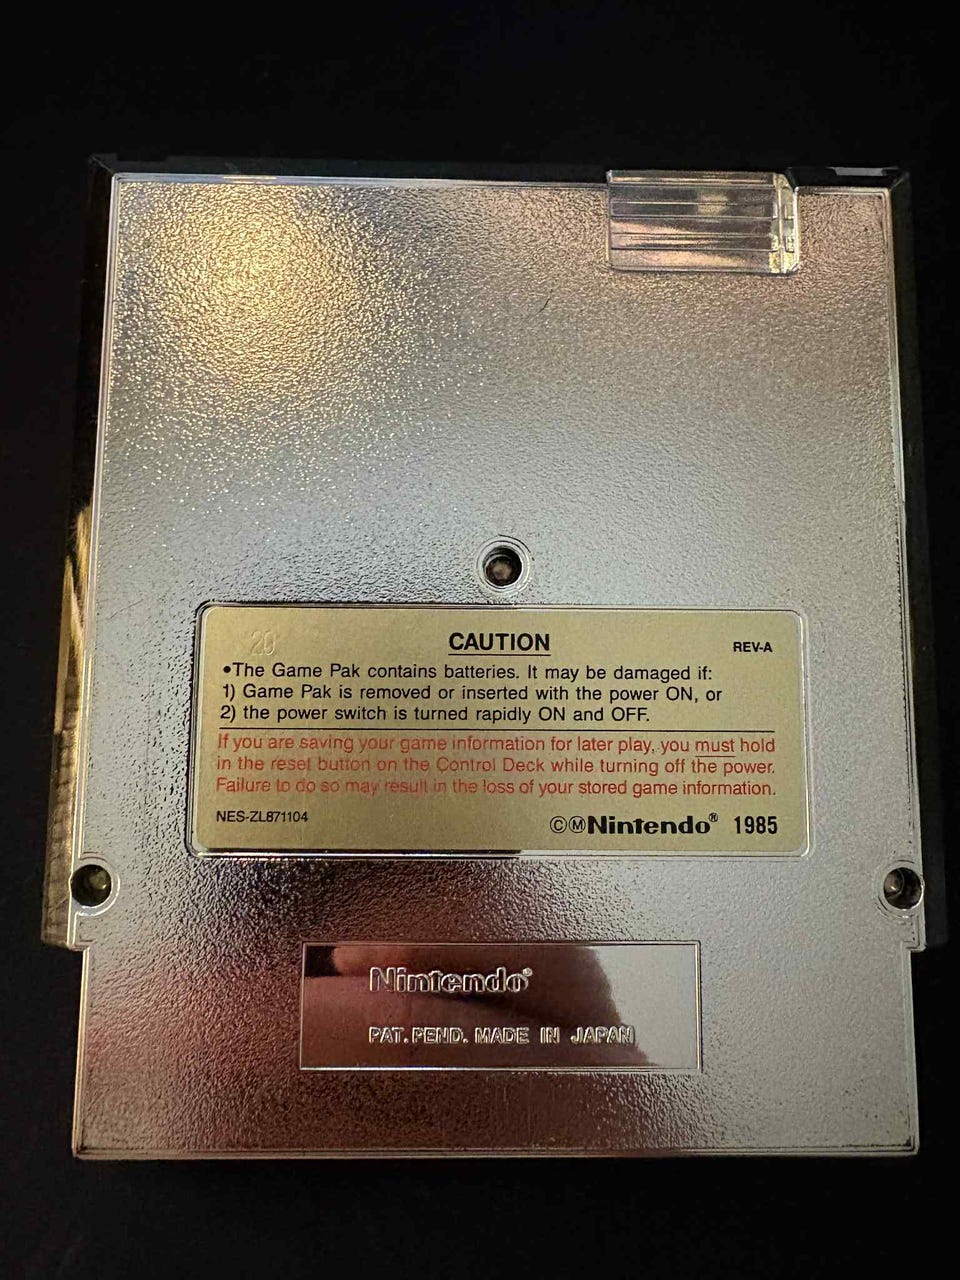 20
CAUTION
REV-A
•The Game Pak contains batteries. It may be damaged if:
1) Game Pak is removed or inserted with the power ON, or
2) the power switch is turned rapidly ON and OFF.
If you are saving your game information for later play, you must hold
in the reset button on the Control Deck while turning off the power.
Failure to do so may result in the loss of your stored game information.
NES-ZL871104
©ⓂNintendo® 1985
Nintendo®
PAT. PEND. MADE IN JAPAN